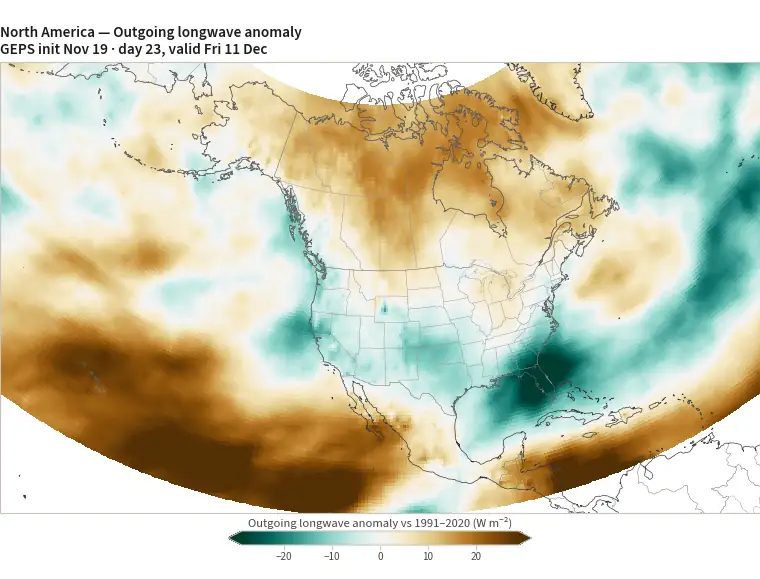 North America — Outgoing longwave anomaly
GEPS init Nov 19 · day 23, valid Fri 11 Dec
Outgoing longwave anomaly vs 1991–2020 (W m⁻²)
−20 −10 0 10 20